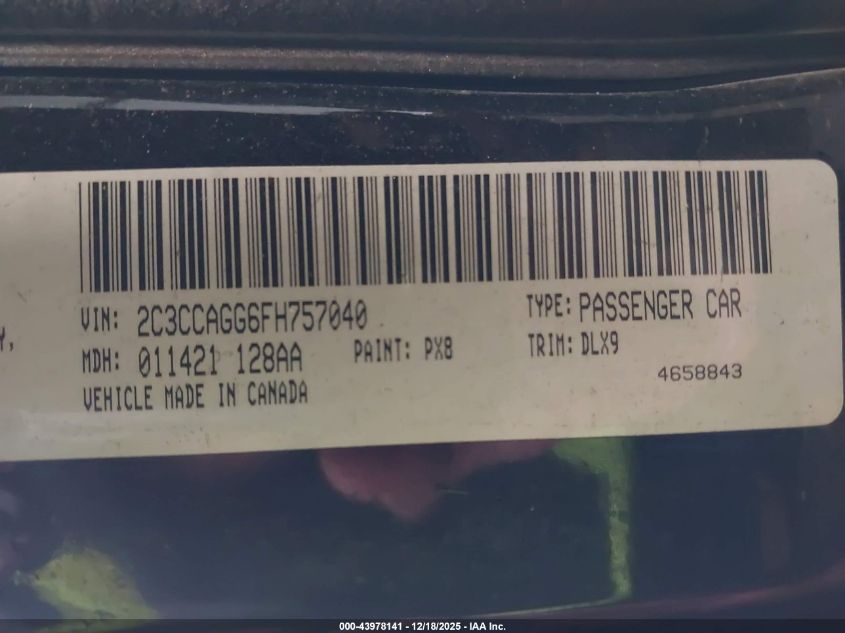 Y,
VIN: 2C3CCAGG6FH757040
TYPE: PASSENGER CAR
MDH: 011421 128AA
PAINT: PX8
TRIM: DLX9
VEHICLE MADE IN CANADA
4658843
000-43978141 - 12/18/2025 - IAA Inc.